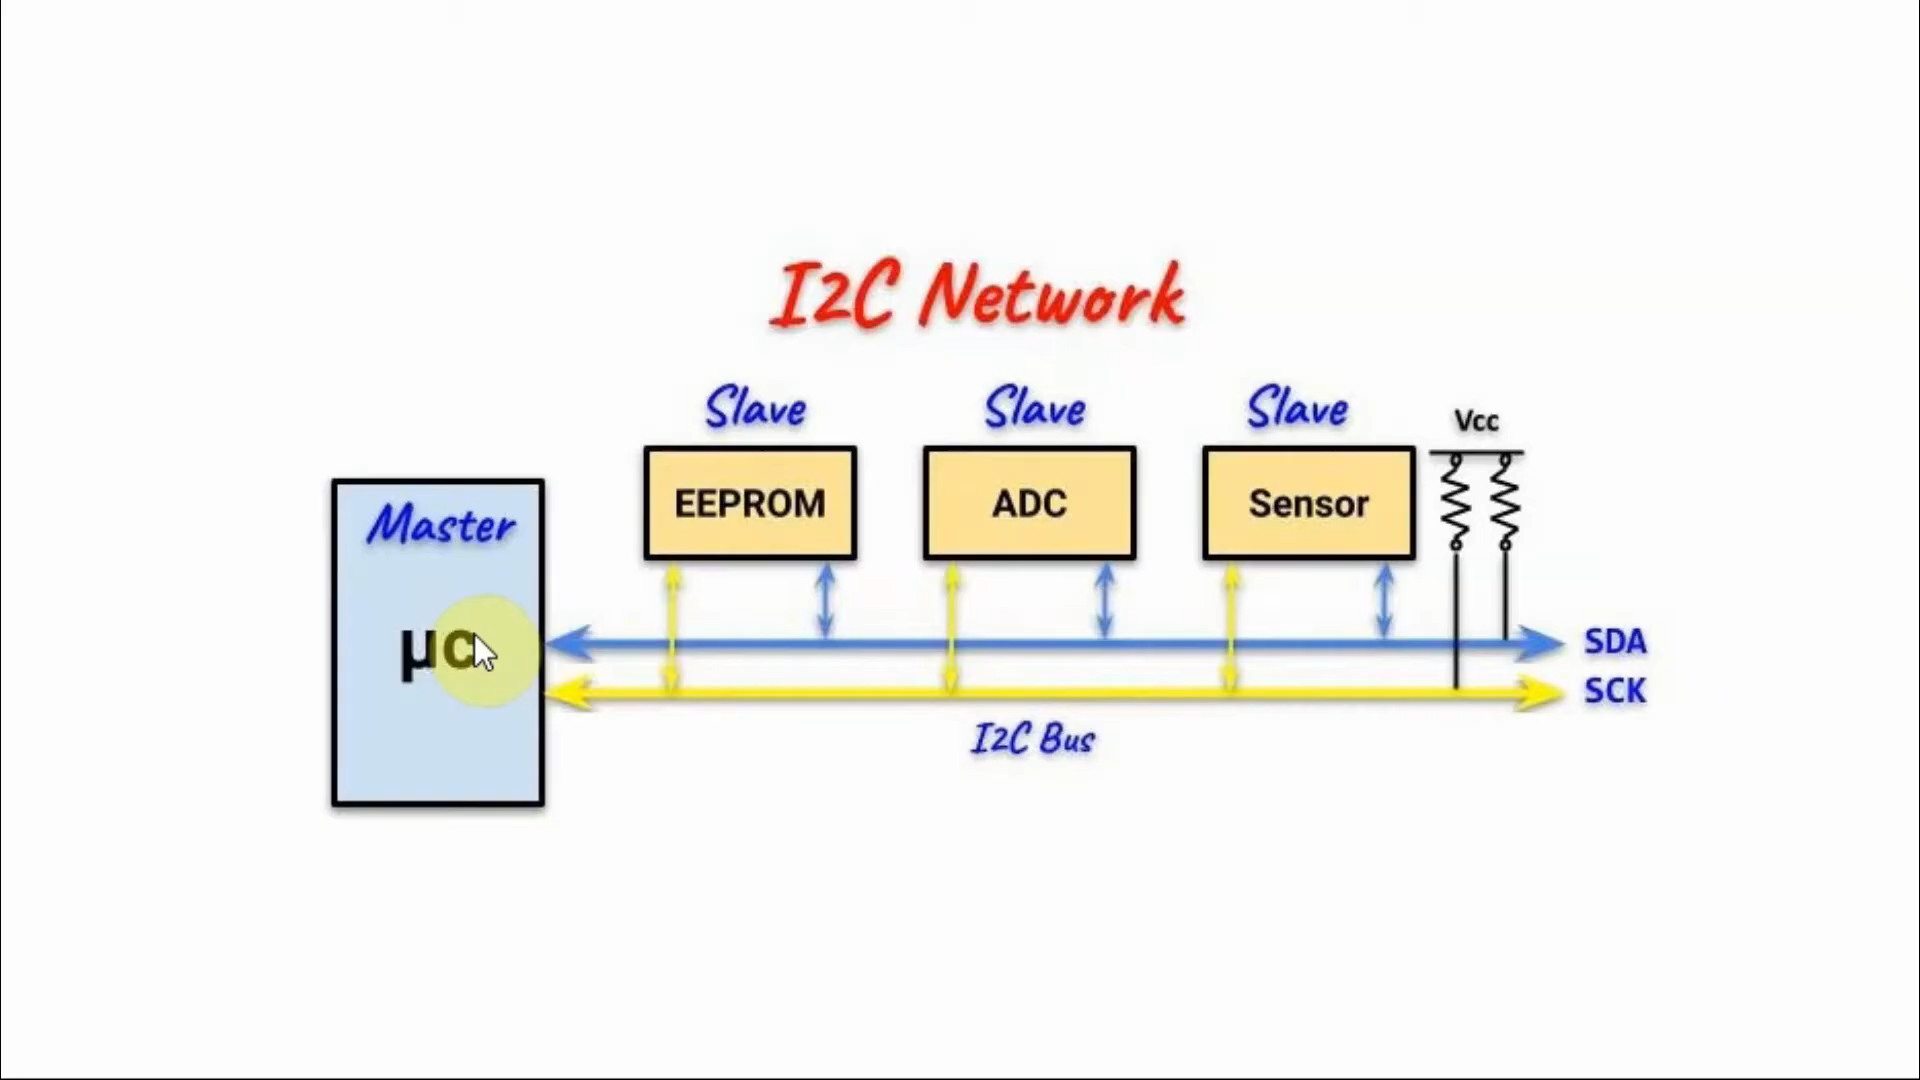 I2C Network
Slave
Slave
Slave
Vcc
Master
EEPROM
ADC
Sensor
µc
SDA
SCK
I2C Bus